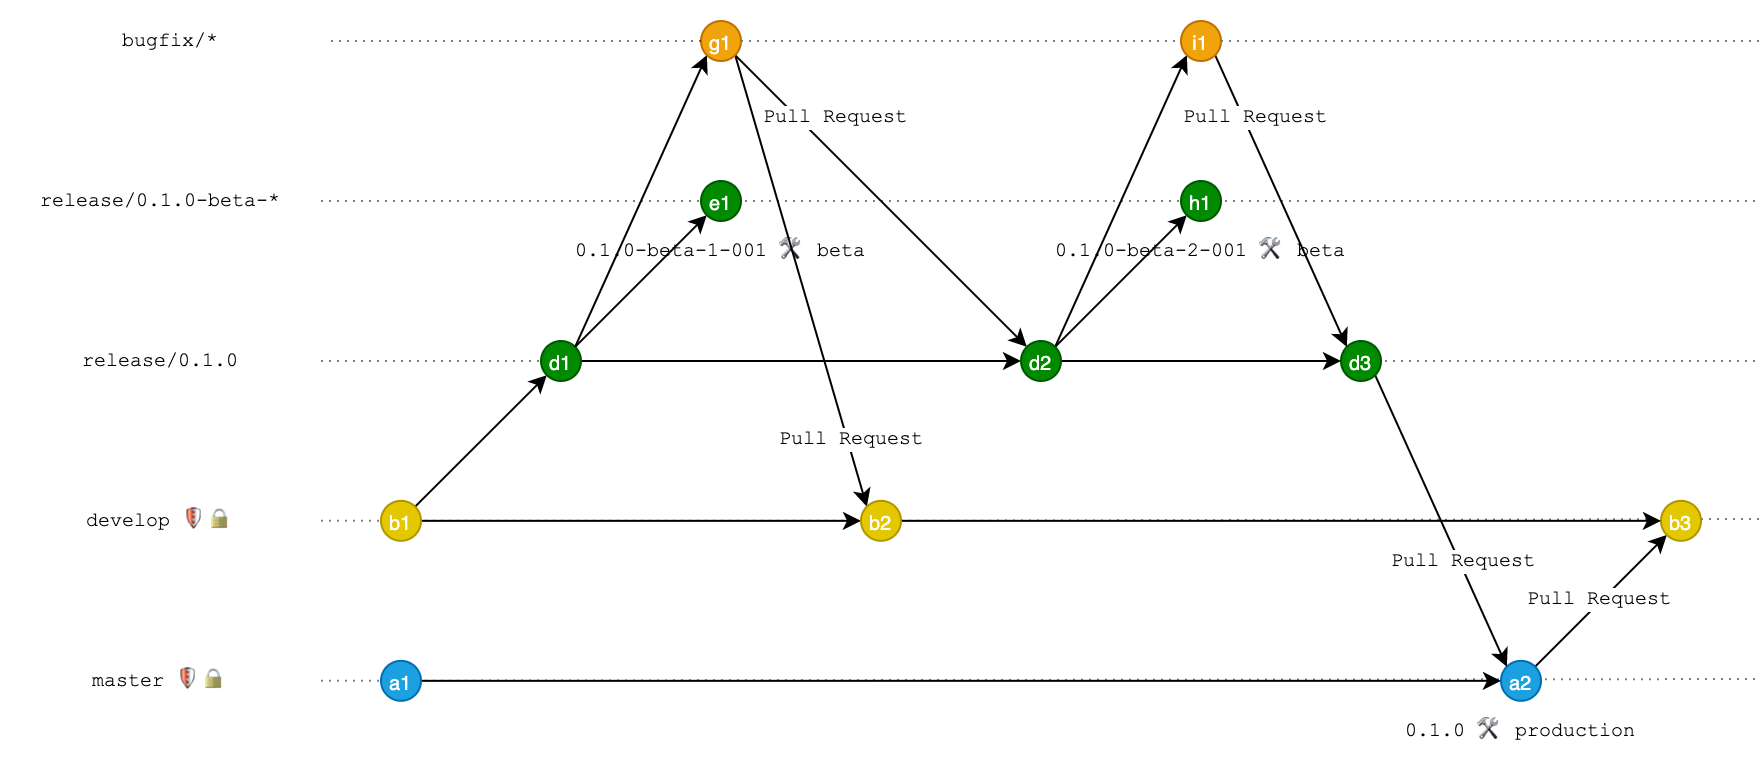 bugfix/*
g1
i1
Pull Request
Pull Request
release/0.1.0-beta-*
e1
h1
0.1.0-beta-1-001 🛠 beta
0.1.0-beta-2-001 🛠 beta
release/0.1.0
d1
d2
d3
Pull Request
develop
b1
b2
b3
Pull Request
Pull Request
master
a1
a2
0.1.0 🛠 production